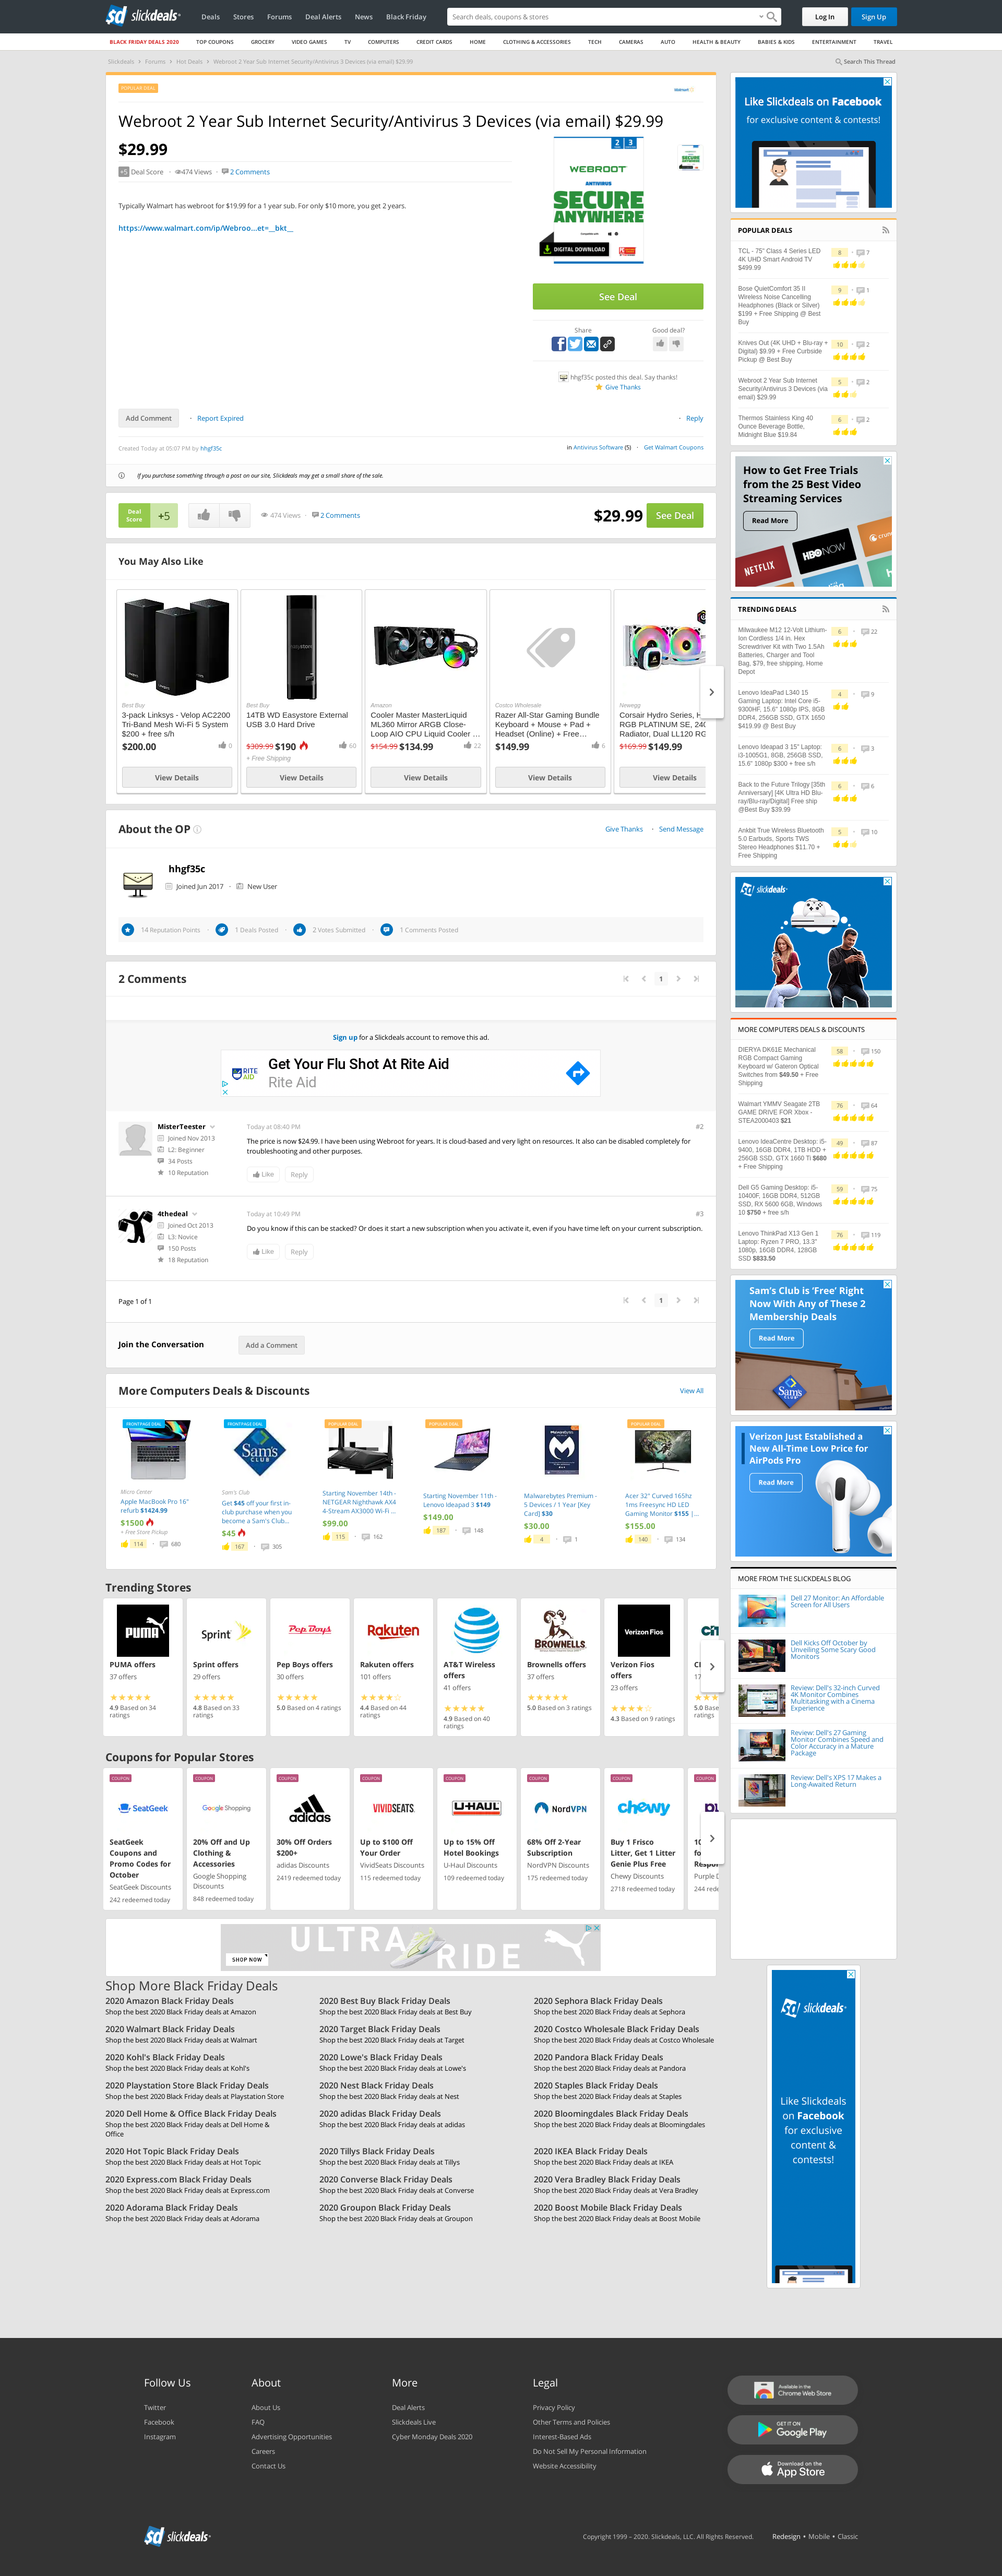 slickdeals
Deals Stores Forums Deal Alerts News Black Friday
Search deals, coupons & stores
Log In Sign Up
BLACK FRIDAY DEALS 2020 TOP COUPONS GROCERY VIDEO GAMES TV COMPUTERS CREDIT CARDS HOME CLOTHING & ACCESSORIES TECH CAMERAS AUTO HEALTH & BEAUTY BABIES & KIDS ENTERTAINMENT TRAVEL
Slickdeals > Forums > Hot Deals > Webroot 2 Year Sub Internet Security/Antivirus 3 Devices (via email) $29.99
Search This Thread
POPULAR DEAL
Walmart
Webroot 2 Year Sub Internet Security/Antivirus 3 Devices (via email) $29.99
$29.99
+5 Deal Score 474 Views 2 Comments
Typically Walmart has webroot for $19.99 for a 1 year sub. For only $10 more, you get 2 years.
https://www.walmart.com/ip/Webroo...et=__bkt__
2 3
WEBROOT
ANTIVIRUS
SECURE
ANYWHERE
DIGITAL DOWNLOAD
See Deal
Share Good deal?
hhgf35c posted this deal. Say thanks!
Give Thanks
Add Comment Report Expired Reply
Created Today at 05:07 PM by hhgf35c
in Antivirus Software (5) Get Walmart Coupons
If you purchase something through a post on our site, Slickdeals may get a small share of the sale.
Deal Score +5 474 Views 2 Comments $29.99 See Deal
You May Also Like
Best Buy
3-pack Linksys - Velop AC2200 Tri-Band Mesh Wi-Fi 5 System $200 + free s/h
$200.00 0
View Details
Best Buy
14TB WD Easystore External USB 3.0 Hard Drive
$309.99 $190 60
+ Free Shipping
View Details
Amazon
Cooler Master MasterLiquid ML360 Mirror ARGB Close-Loop AIO CPU Liquid Cooler ...
$154.99 $134.99 22
View Details
Costco Wholesale
Razer All-Star Gaming Bundle Keyboard + Mouse + Pad + Headset (Online) + Free...
$149.99 6
View Details
Newegg
Corsair Hydro Series, H
RGB PLATINUM SE, 240
Radiator, Dual LL120 RG
$169.99 $149.99
View Details
About the OP
Give Thanks Send Message
hhgf35c
Joined Jun 2017 New User
14 Reputation Points 1 Deals Posted 2 Votes Submitted 1 Comments Posted
2 Comments
1
Sign up for a Slickdeals account to remove this ad.
RITE AID
Get Your Flu Shot At Rite Aid
Rite Aid
MisterTeester
Joined Nov 2013
L2: Beginner
34 Posts
10 Reputation
Today at 08:40 PM #2
The price is now $24.99. I have been using Webroot for years. It is cloud-based and very light on resources. It also can be disabled completely for
troubleshooting and other purposes.
Like Reply
4thedeal
Joined Oct 2013
L3: Novice
150 Posts
18 Reputation
Today at 10:49 PM #3
Do you know if this can be stacked? Or does it start a new subscription when you activate it, even if you have time left on your current subscription.
Like Reply
Page 1 of 1
1
Join the Conversation Add a Comment
More Computers Deals & Discounts View All
FRONTPAGE DEAL
Micro Center
Apple MacBook Pro 16" refurb $1424.99
$1500
+ Free Store Pickup
114 680
FRONTPAGE DEAL
Sam's CLUB
Sam's Club
Get $45 off your first in-club purchase when you become a Sam's Club...
$45
167 305
POPULAR DEAL
Starting November 14th - NETGEAR Nighthawk AX4 4-Stream AX3000 Wi-Fi ...
$99.00
115 162
POPULAR DEAL
Starting November 11th - Lenovo Ideapad 3 $149
$149.00
187 148
Malwarebytes Premium - 5 Devices / 1 Year [Key Card] $30
$30.00
4 1
POPULAR DEAL
Acer 32" Curved 165hz 1ms Freesync HD LED Gaming Monitor $155 |...
$155.00
140 134
Trending Stores
PUMA
PUMA offers
37 offers
4.9 Based on 34 ratings
Sprint
Sprint offers
29 offers
4.8 Based on 33 ratings
Pep Boys
Pep Boys offers
30 offers
5.0 Based on 4 ratings
Rakuten
Rakuten offers
101 offers
4.4 Based on 44 ratings
AT&T Wireless offers
41 offers
4.9 Based on 40 ratings
BROWNELLS
Brownells offers
37 offers
5.0 Based on 3 ratings
Verizon Fios
Verizon Fios offers
23 offers
4.3 Based on 9 ratings
Coupons for Popular Stores
COUPON
SeatGeek
SeatGeek Coupons and Promo Codes for October
SeatGeek Discounts
242 redeemed today
COUPON
Google Shopping
20% Off and Up Clothing & Accessories
Google Shopping Discounts
848 redeemed today
COUPON
adidas
30% Off Orders $200+
adidas Discounts
2419 redeemed today
COUPON
VIVID SEATS
Up to $100 Off Your Order
VividSeats Discounts
115 redeemed today
COUPON
U-HAUL
Up to 15% Off Hotel Bookings
U-Haul Discounts
109 redeemed today
COUPON
NordVPN
68% Off 2-Year Subscription
NordVPN Discounts
175 redeemed today
COUPON
chewy
Buy 1 Frisco Litter, Get 1 Litter Genie Plus Free
Chewy Discounts
2718 redeemed today
COUPON
ULTRA RIDE
SHOP NOW
Shop More Black Friday Deals
2020 Amazon Black Friday Deals
Shop the best 2020 Black Friday deals at Amazon
2020 Best Buy Black Friday Deals
Shop the best 2020 Black Friday deals at Best Buy
2020 Sephora Black Friday Deals
Shop the best 2020 Black Friday deals at Sephora
2020 Walmart Black Friday Deals
Shop the best 2020 Black Friday deals at Walmart
2020 Target Black Friday Deals
Shop the best 2020 Black Friday deals at Target
2020 Costco Wholesale Black Friday Deals
Shop the best 2020 Black Friday deals at Costco Wholesale
2020 Kohl's Black Friday Deals
Shop the best 2020 Black Friday deals at Kohl's
2020 Lowe's Black Friday Deals
Shop the best 2020 Black Friday deals at Lowe's
2020 Pandora Black Friday Deals
Shop the best 2020 Black Friday deals at Pandora
2020 Playstation Store Black Friday Deals
Shop the best 2020 Black Friday deals at Playstation Store
2020 Nest Black Friday Deals
Shop the best 2020 Black Friday deals at Nest
2020 Staples Black Friday Deals
Shop the best 2020 Black Friday deals at Staples
2020 Dell Home & Office Black Friday Deals
Shop the best 2020 Black Friday deals at Dell Home & Office
2020 adidas Black Friday Deals
Shop the best 2020 Black Friday deals at adidas
2020 Bloomingdales Black Friday Deals
Shop the best 2020 Black Friday deals at Bloomingdales
2020 Hot Topic Black Friday Deals
Shop the best 2020 Black Friday deals at Hot Topic
2020 Tillys Black Friday Deals
Shop the best 2020 Black Friday deals at Tillys
2020 IKEA Black Friday Deals
Shop the best 2020 Black Friday deals at IKEA
2020 Express.com Black Friday Deals
Shop the best 2020 Black Friday deals at Express.com
2020 Converse Black Friday Deals
Shop the best 2020 Black Friday deals at Converse
2020 Vera Bradley Black Friday Deals
Shop the best 2020 Black Friday deals at Vera Bradley
2020 Adorama Black Friday Deals
Shop the best 2020 Black Friday deals at Adorama
2020 Groupon Black Friday Deals
Shop the best 2020 Black Friday deals at Groupon
2020 Boost Mobile Black Friday Deals
Shop the best 2020 Black Friday deals at Boost Mobile
Like Slickdeals on Facebook
for exclusive content & contests!
POPULAR DEALS
TCL - 75" Class 4 Series LED 4K UHD Smart Android TV $499.99
8 7
Bose QuietComfort 35 II Wireless Noise Cancelling Headphones (Black or Silver) $199 + Free Shipping @ Best Buy
9 1
Knives Out (4K UHD + Blu-ray + Digital) $9.99 + Free Curbside Pickup @ Best Buy
10 2
Webroot 2 Year Sub Internet Security/Antivirus 3 Devices (via email) $29.99
5 2
Thermos Stainless King 40 Ounce Beverage Bottle, Midnight Blue $19.84
6 2
How to Get Free Trials from the 25 Best Video Streaming Services
Read More
NETFLIX HBO hulu crunc
TRENDING DEALS
Milwaukee M12 12-Volt Lithium-Ion Cordless 1/4 in. Hex Screwdriver Kit with Two 1.5Ah Batteries, Charger and Tool Bag, $79, free shipping, Home Depot
6 22
Lenovo IdeaPad L340 15 Gaming Laptop: Intel Core i5-9300HF, 15.6" 1080p IPS, 8GB DDR4, 256GB SSD, GTX 1650 $419.99 @ Best Buy
4 9
Lenovo Ideapad 3 15" Laptop: i3-1005G1, 8GB, 256GB SSD, 15.6" 1080p $300 + free s/h
6 3
Back to the Future Trilogy [35th Anniversary] [4K Ultra HD Blu-ray/Blu-ray/Digital] Free ship @Best Buy $39.99
6 6
Ankbit True Wireless Bluetooth 5.0 Earbuds, Sports TWS Stereo Headphones $11.70 + Free Shipping
5 10
slickdeals
MORE COMPUTERS DEALS & DISCOUNTS
DIERYA DK61E Mechanical RGB Compact Gaming Keyboard w/ Gateron Optical Switches from $49.50 + Free Shipping
58 150
Walmart YMMV Seagate 2TB GAME DRIVE FOR Xbox - STEA2000403 $21
76 64
Lenovo IdeaCentre Desktop: i5-9400, 16GB DDR4, 1TB HDD + 256GB SSD, GTX 1660 Ti $680 + Free Shipping
49 87
Dell G5 Gaming Desktop: i5-10400F, 16GB DDR4, 512GB SSD, RX 5600 6GB, Windows 10 $750 + free s/h
59 75
Lenovo ThinkPad X13 Gen 1 Laptop: Ryzen 7 PRO, 13.3" 1080p, 16GB DDR4, 128GB SSD $833.50
76 119
Sam's Club is 'Free' Right Now With Any of These 2 Membership Deals
Read More
Sam's CLUB
Verizon Just Established a New All-Time Low Price for AirPods Pro
Read More
MORE FROM THE SLICKDEALS BLOG
Dell 27 Monitor: An Affordable Screen for All Users
Dell Kicks Off October by Unveiling Some Scary Good Monitors
Review: Dell's 32-inch Curved 4K Monitor Combines Multitasking with a Cinema Experience
Review: Dell's 27 Gaming Monitor Combines Speed and Color Accuracy in a Mature Package
Review: Dell's XPS 17 Makes a Long-Awaited Return
slickdeals
Like Slickdeals on Facebook for exclusive content & contests!
Follow Us
Twitter
Facebook
Instagram
About
About Us
FAQ
Advertising Opportunities
Careers
Contact Us
More
Deal Alerts
Slickdeals Live
Cyber Monday Deals 2020
Legal
Privacy Policy
Other Terms and Policies
Interest-Based Ads
Do Not Sell My Personal Information
Website Accessibility
Available in the Chrome Web Store
GET IT ON Google Play
Download on the App Store
slickdeals
Copyright 1999 – 2020. Slickdeals, LLC. All Rights Reserved. Redesign • Mobile • Classic